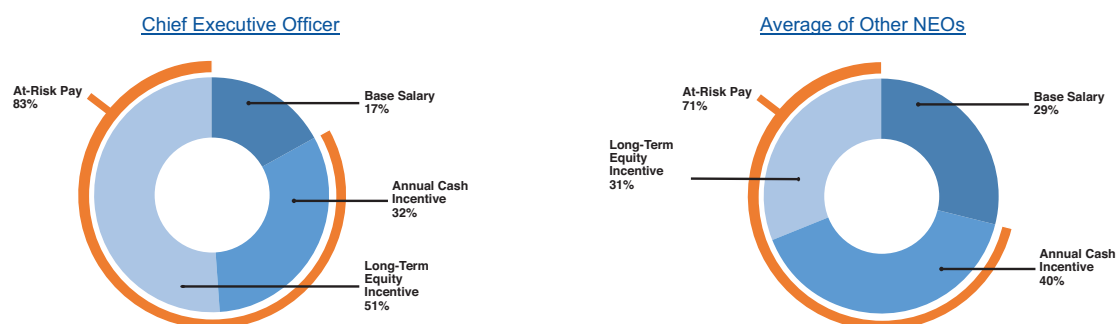 Chief Executive Officer
At-Risk Pay
83%
Base Salary
17%
Annual Cash
Incentive
32%
Long-Term
Equity
Incentive
51%
Average of Other NEOs
At-Risk Pay
71%
Base Salary
29%
Long-Term
Equity
Incentive
31%
Annual Cash
Incentive
40%